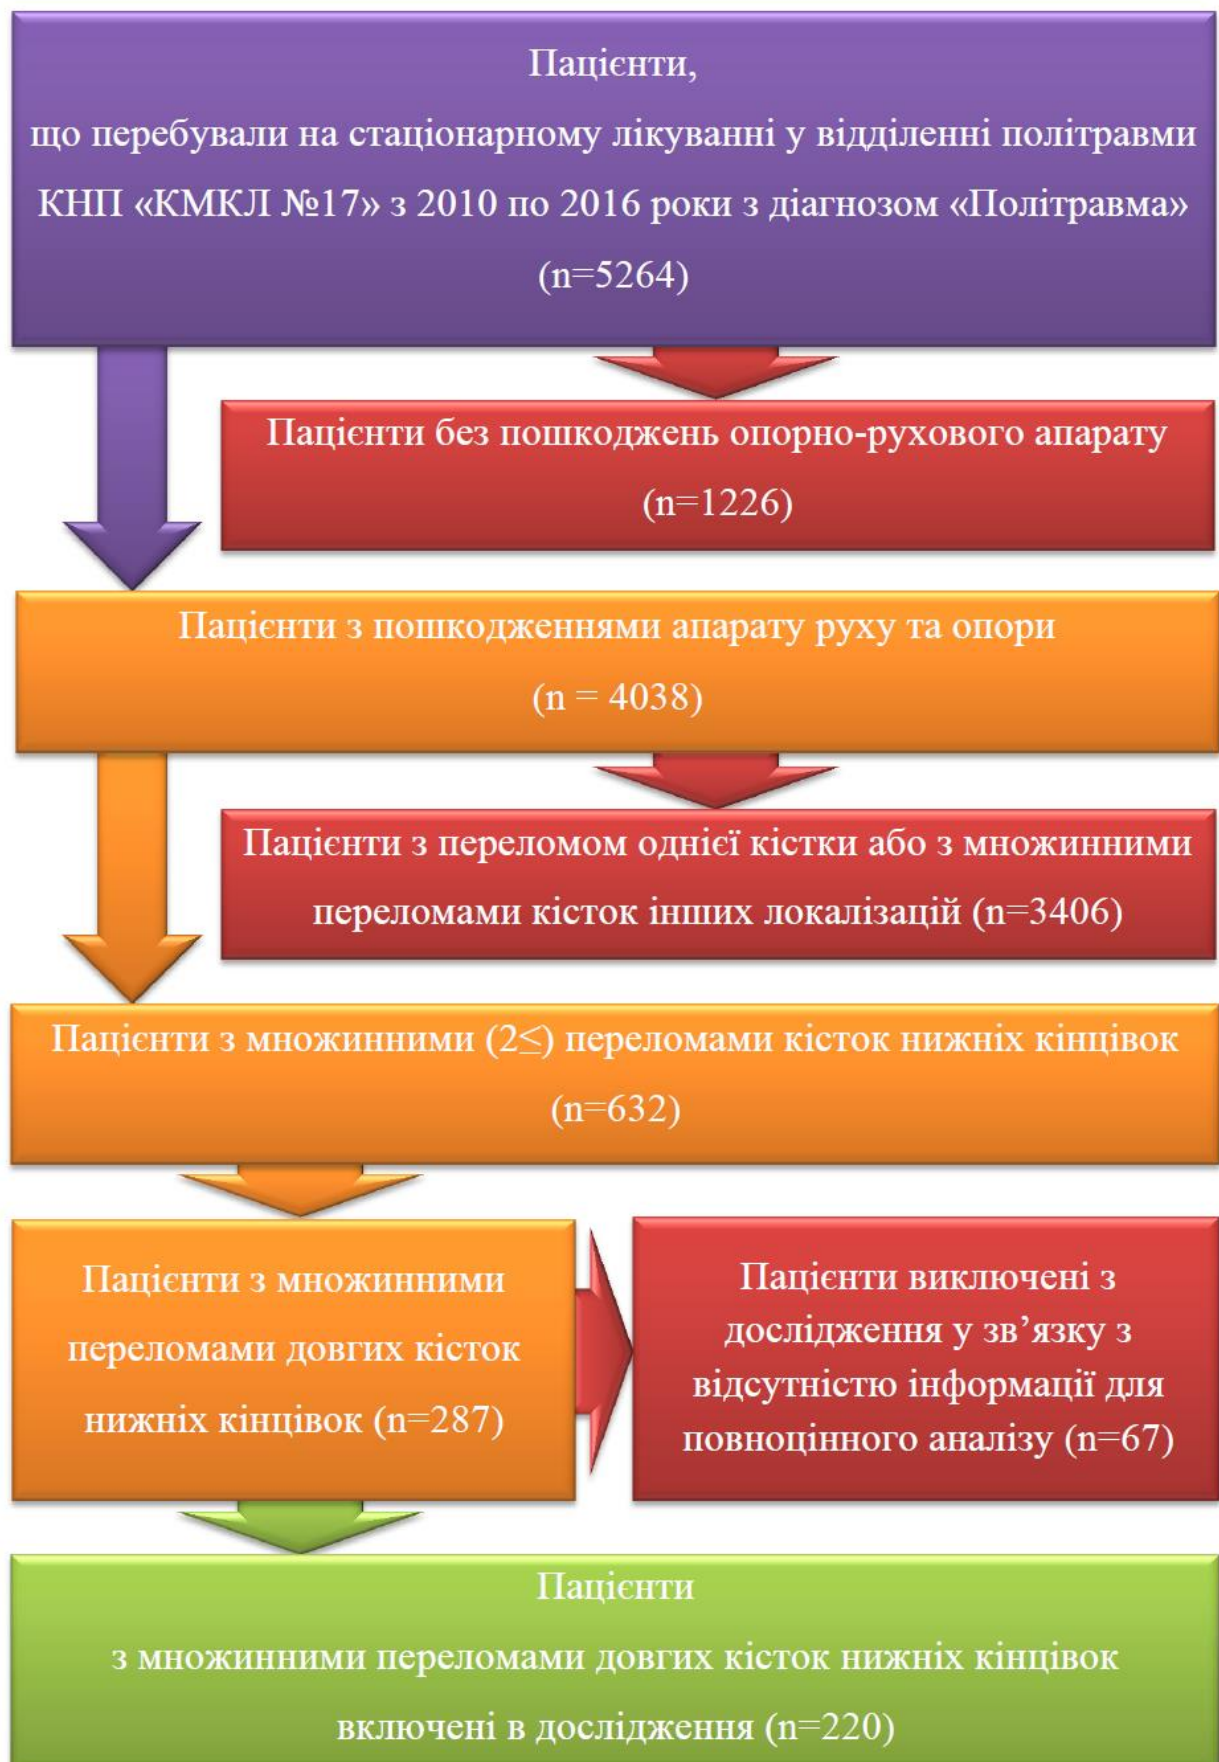 Пацієнти,
що перебували на стаціонарному лікуванні у відділенні політравми
КНП «КМКЛ №17» з 2010 по 2016 роки з діагнозом «Політравма»
(n=5264)
Пацієнти без пошкоджень опорно-рухового апарату
(n=1226)
Пацієнти з пошкодженнями апарату руху та опори
(n = 4038)
Пацієнти з переломом однієї кістки або з множинними
переломами кісток інших локалізацій (n=3406)
Пацієнти з множинними (2≤) переломами кісток нижніх кінцівок
(n=632)
Пацієнти з множинними
переломами довгих кісток
нижніх кінцівок (n=287)
Пацієнти виключені з
дослідження у зв’язку з
відсутністю інформації для
повноцінного аналізу (n=67)
Пацієнти
з множинними переломами довгих кісток нижніх кінцівок
включені в дослідження (n=220)